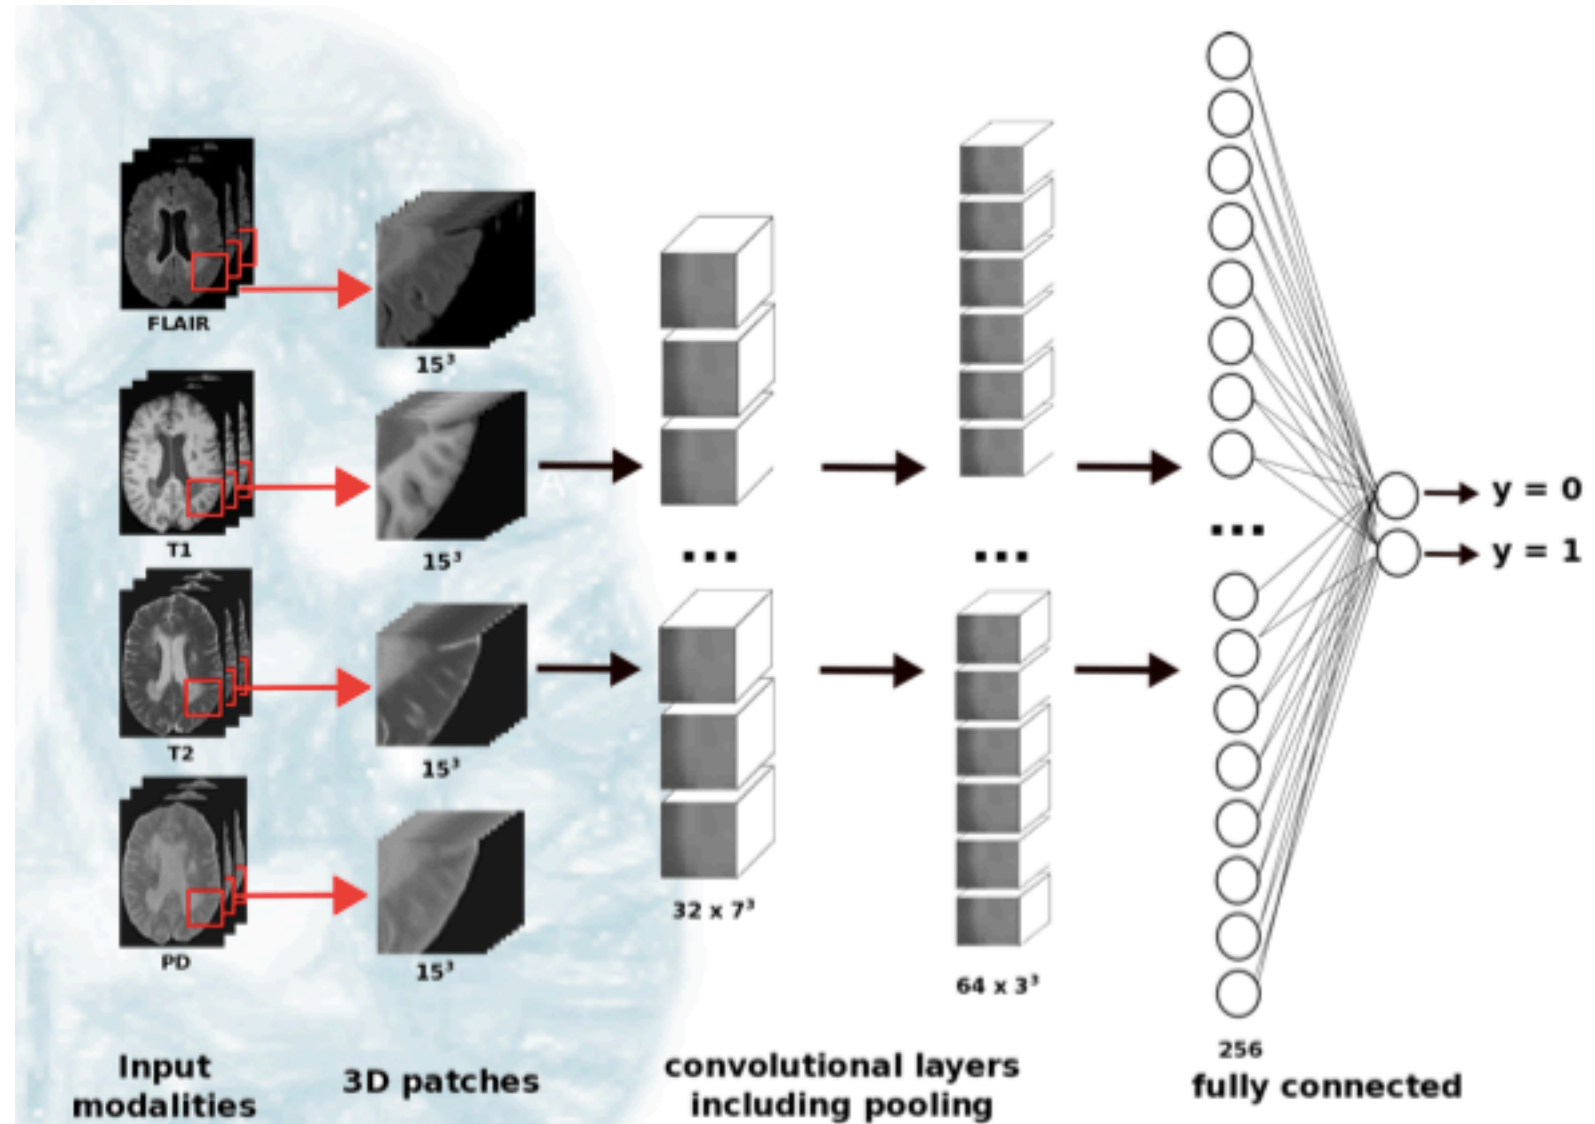 FLAIR
15³
T1
15³
T2
15³
PD
15³
...
32 x 7³
...
64 x 3³
...
256
y = 0
y = 1
Input
modalities
3D patches
convolutional layers
including pooling
fully connected